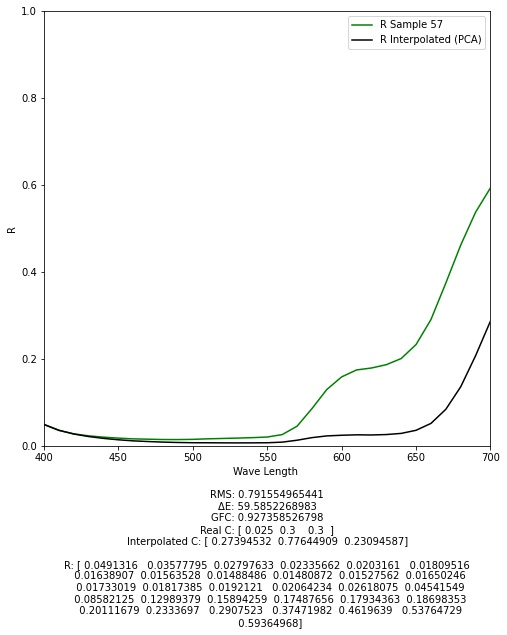 1.0
0.8
0.6
0.4
0.2
0.0
R
400 450 500 550 600 650 700
Wave Length
R Sample 57
R Interpolated (PCA)
RMS: 0.791554965441
ΔE: 59.5852268983
GFC: 0.927358526798
Real C: [ 0.025 0.3 0.3 ]
Interpolated C: [ 0.27394532 0.77644909 0.23094587]
R: [ 0.0491316 0.03577795 0.02797633 0.02335662 0.0203161 0.01809516
0.01638907 0.01563528 0.01488486 0.01480872 0.01527562 0.01650246
0.01733019 0.01817385 0.0192121 0.02064234 0.02618075 0.04541549
0.08582125 0.12989379 0.15894259 0.17487656 0.17934363 0.18698353
0.20111679 0.2333697 0.2907523 0.37471982 0.4619639 0.53764729
0.59364968]